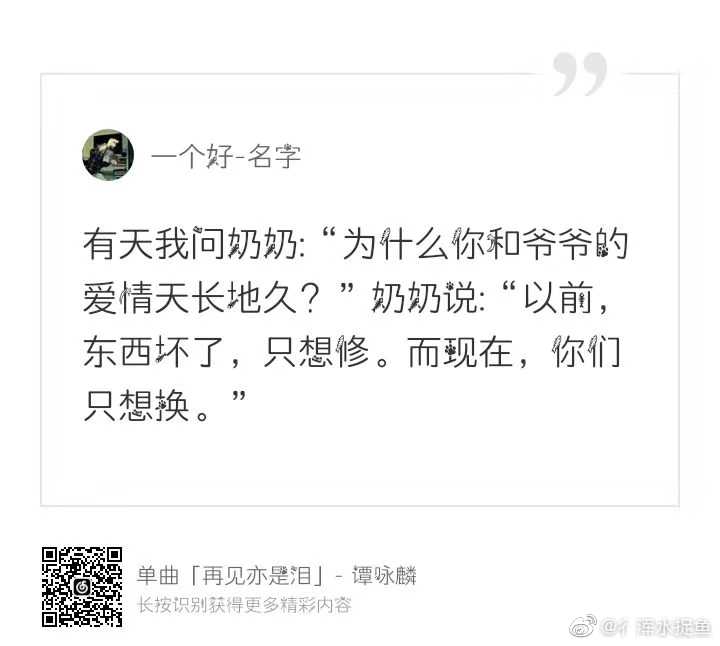 一个好-名字
有天我问奶奶:“为什么你和爷爷的
爱情天长地久？”奶奶说:“以前，
东西坏了，只想修。而现在，你们
只想换。”
单曲「再见亦是泪」- 谭咏麟
长按识别获得更多精彩内容
@亻浑水捉鱼